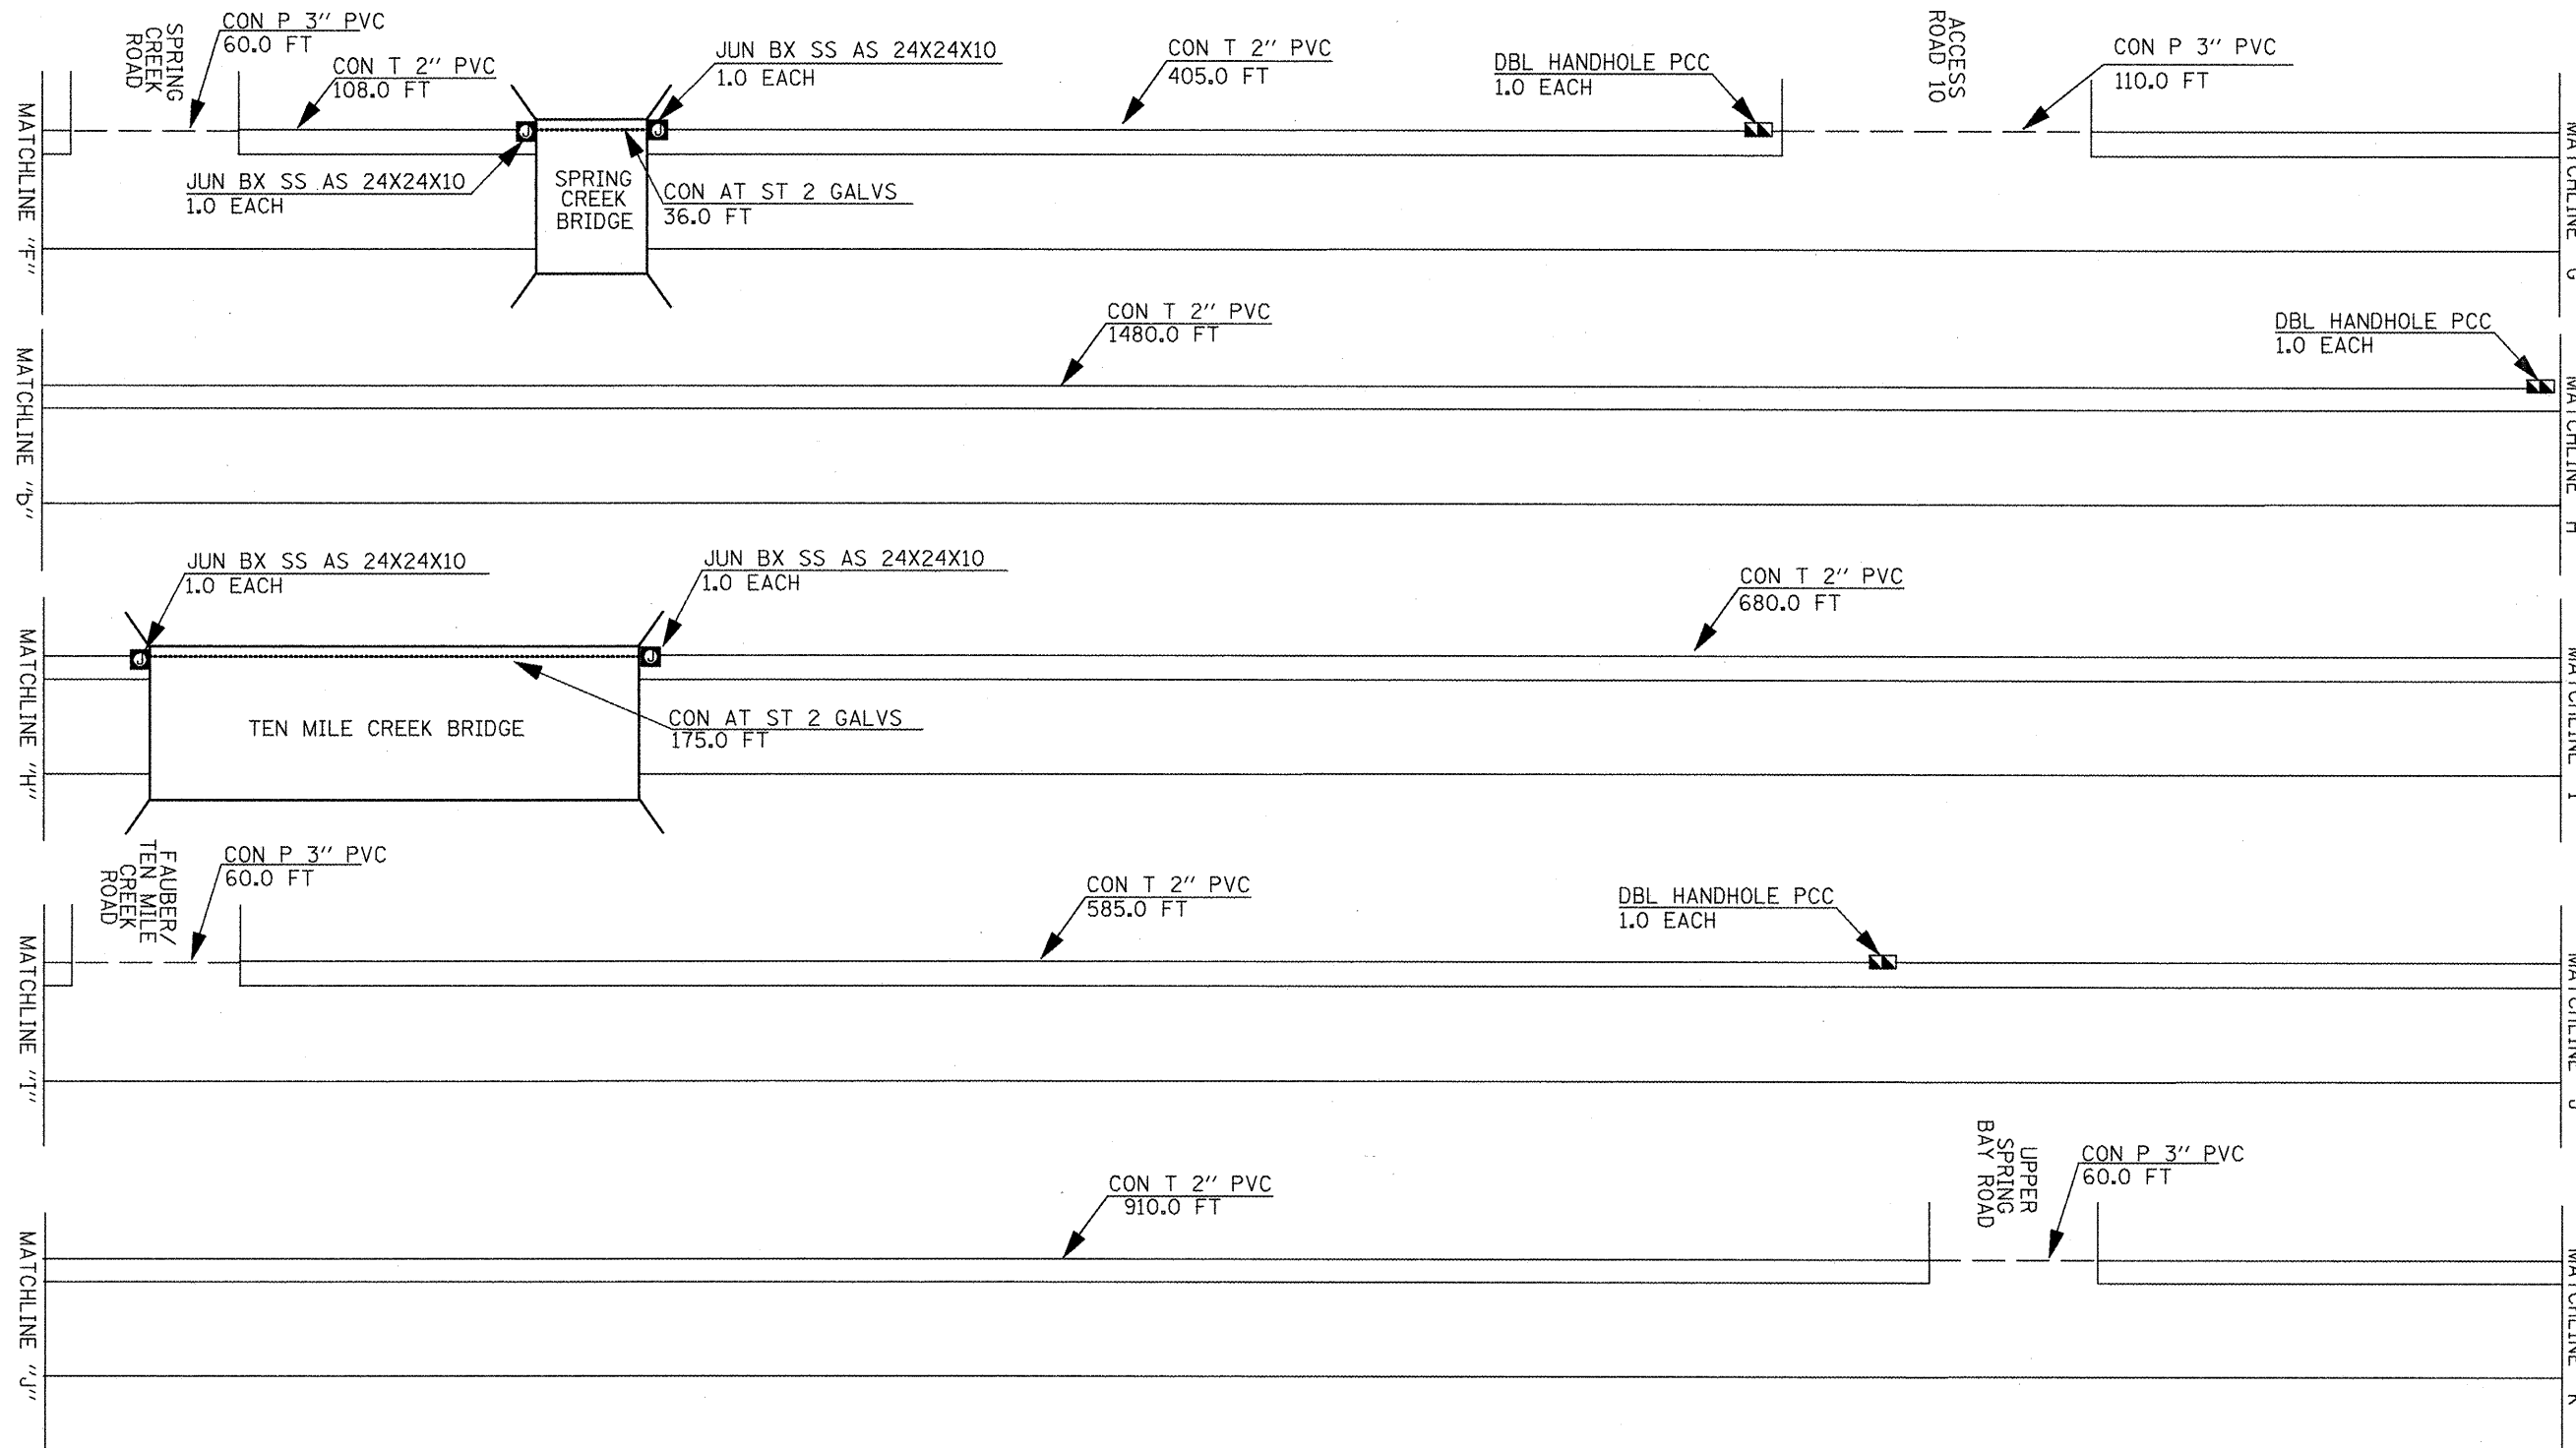 SPRING
CREEK
ROAD
CON P 3" PVC
60.0 FT
CON T 2" PVC
108.0 FT
JUN BX SS AS 24X24X10
1.0 EACH
CON T 2" PVC
405.0 FT
DBL HANDHOLE PCC
1.0 EACH
ACCESS
ROAD 10
CON P 3" PVC
110.0 FT
JUN BX SS AS 24X24X10
1.0 EACH
SPRING
CREEK
BRIDGE
CON AT ST 2 GALVS
36.0 FT
MATCHLINE "F"
MATCHLINE G
CON T 2" PVC
1480.0 FT
DBL HANDHOLE PCC
1.0 EACH
MATCHLINE
MATCHLINE H
JUN BX SS AS 24X24X10
1.0 EACH
JUN BX SS AS 24X24X10
1.0 EACH
CON T 2" PVC
680.0 FT
TEN MILE CREEK BRIDGE
CON AT ST 2 GALVS
175.0 FT
MATCHLINE "H"
MATCHLINE I
FAUBER/
TEN MILE
CREEK
ROAD
CON P 3" PVC
60.0 FT
CON T 2" PVC
585.0 FT
DBL HANDHOLE PCC
1.0 EACH
MATCHLINE "I"
MATCHLINE J
CON T 2" PVC
910.0 FT
UPPER
SPRING
BAY ROAD
CON P 3" PVC
60.0 FT
MATCHLINE "J"
MATCHLINE K